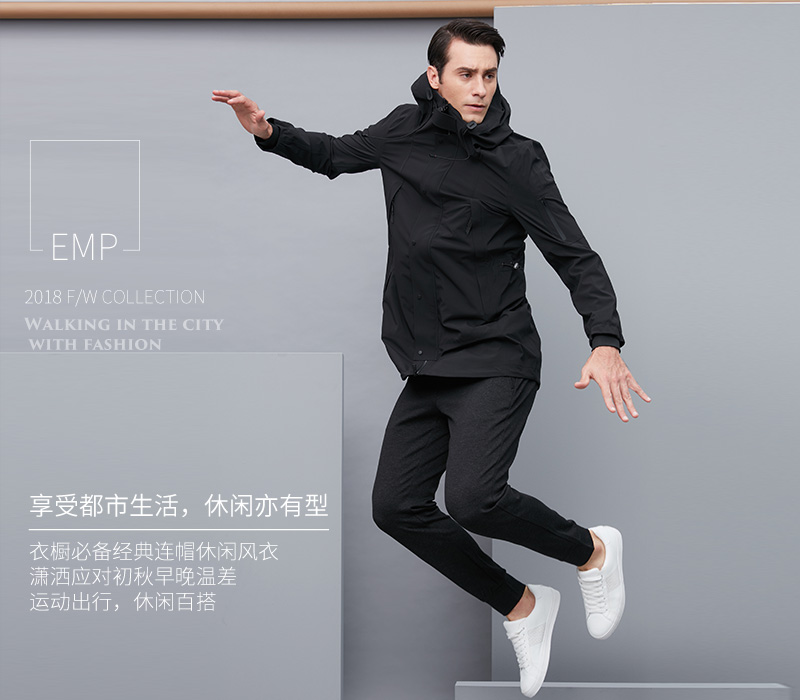 EMP
2018 F/W COLLECTION
WALKING IN THE CITY
WITH FASHION
享受都市生活，休闲亦有型
衣橱必备经典连帽休闲风衣
潇洒应对初秋早晚温差
运动出行，休闲百搭